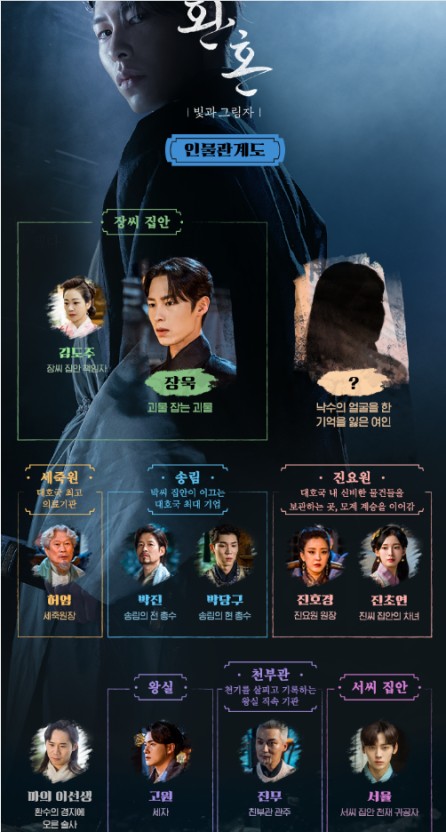 환혼
| 빛과 그림자 |
인물관계도
장씨 집안
김도주
장씨 집안 책임자
장욱
괴물 잡는 괴물
?
낙수의 얼굴을 한
기억을 잃은 여인
세죽원
대호국 최고
의료기관
허염
세죽원장
송림
박씨 집안이 이끄는
대호국 최대 기업
박진
송림의 전 총수
박당구
송림의 현 총수
진요원
대호국 내 신비한 물건들을
보관하는 곳, 모계 계승을 이어감
진호경
진요원 원장
진초연
진씨 집안의 차녀
마의 이선생
환수의 경지에
오른 술사
왕실
고원
세자
천부관
천기를 살피고 기록하는
왕실 직속 기관
진무
천부관 관주
서씨 집안
서율
서씨 집안 천재 귀공자